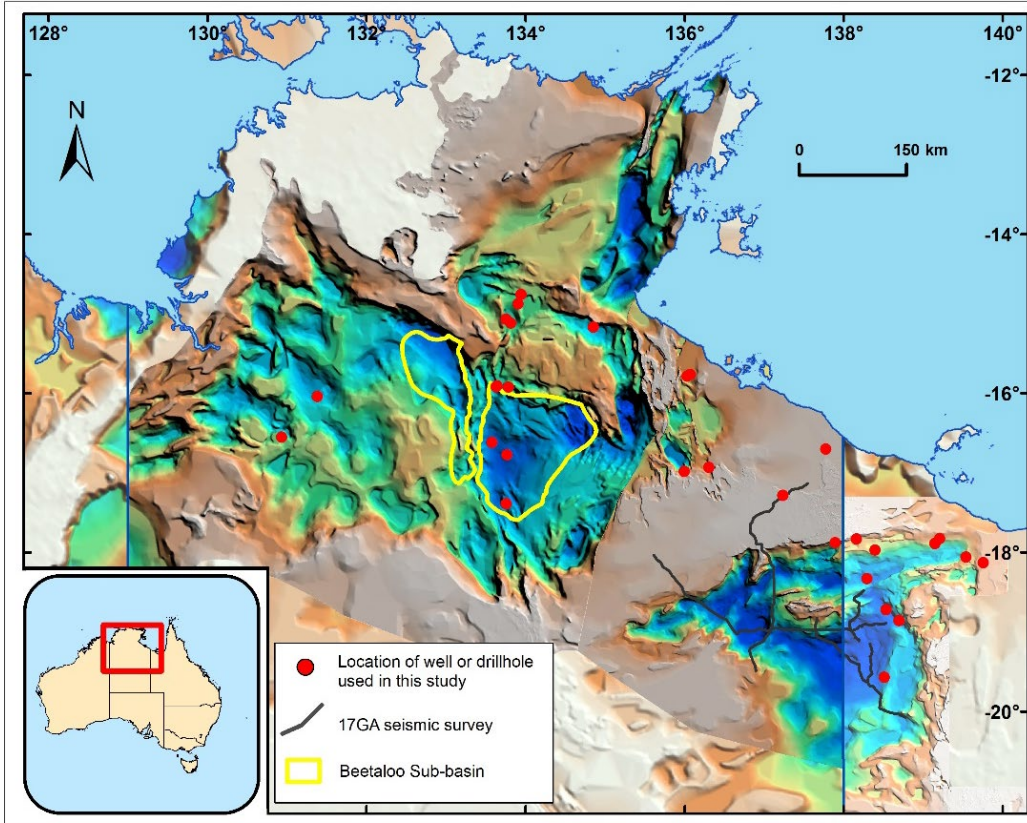 128°
130°
132°
134°
136°
138°
140°
-12°
N
0
150 km
-14°
-16°
-18°
-20°
Location of well or drillhole
used in this study
17GA seismic survey
Beetaloo Sub-basin